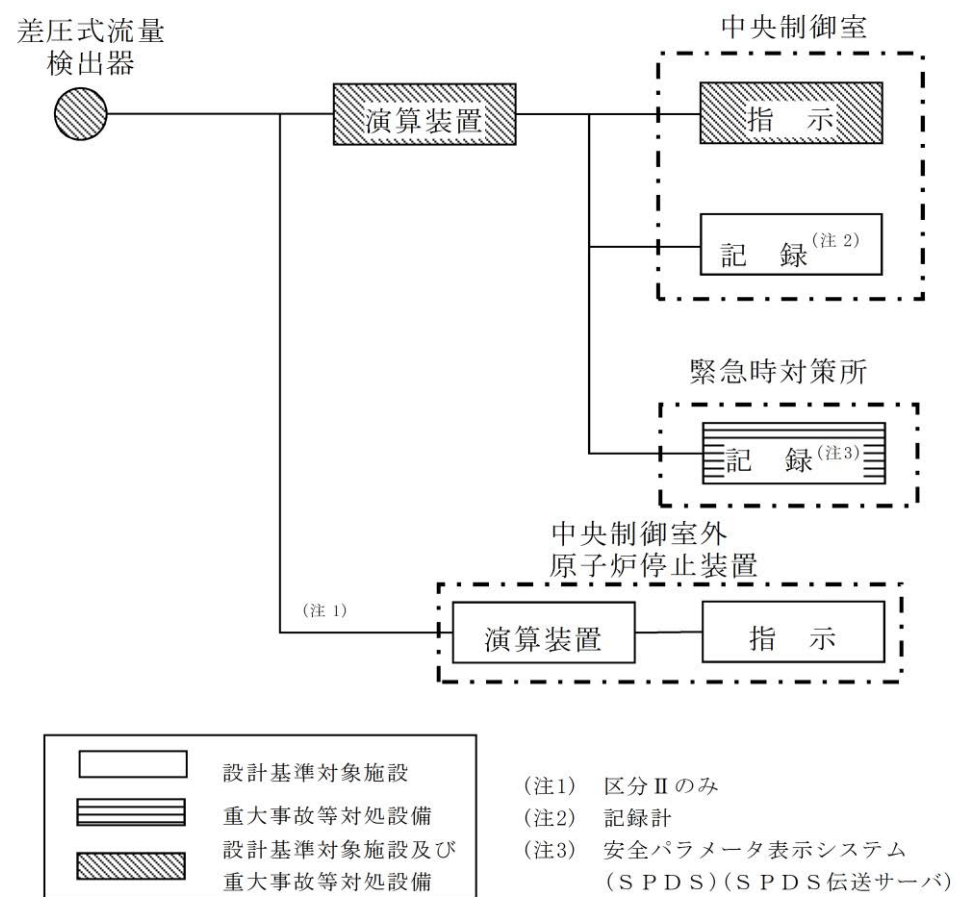 差圧式流量
検出器
中央制御室
演算装置
指　示
記　録(注 2)
緊急時対策所
記　録(注3)
中央制御室外
原子炉停止装置
(注 1)
演算装置
指　示
設計基準対象施設
重大事故等対処設備
設計基準対象施設及び
重大事故等対処設備
(注1)　区分Ⅱのみ
(注2)　記録計
(注3)　安全パラメータ表示システム
(ＳＰＤＳ)(ＳＰＤＳ伝送サーバ)